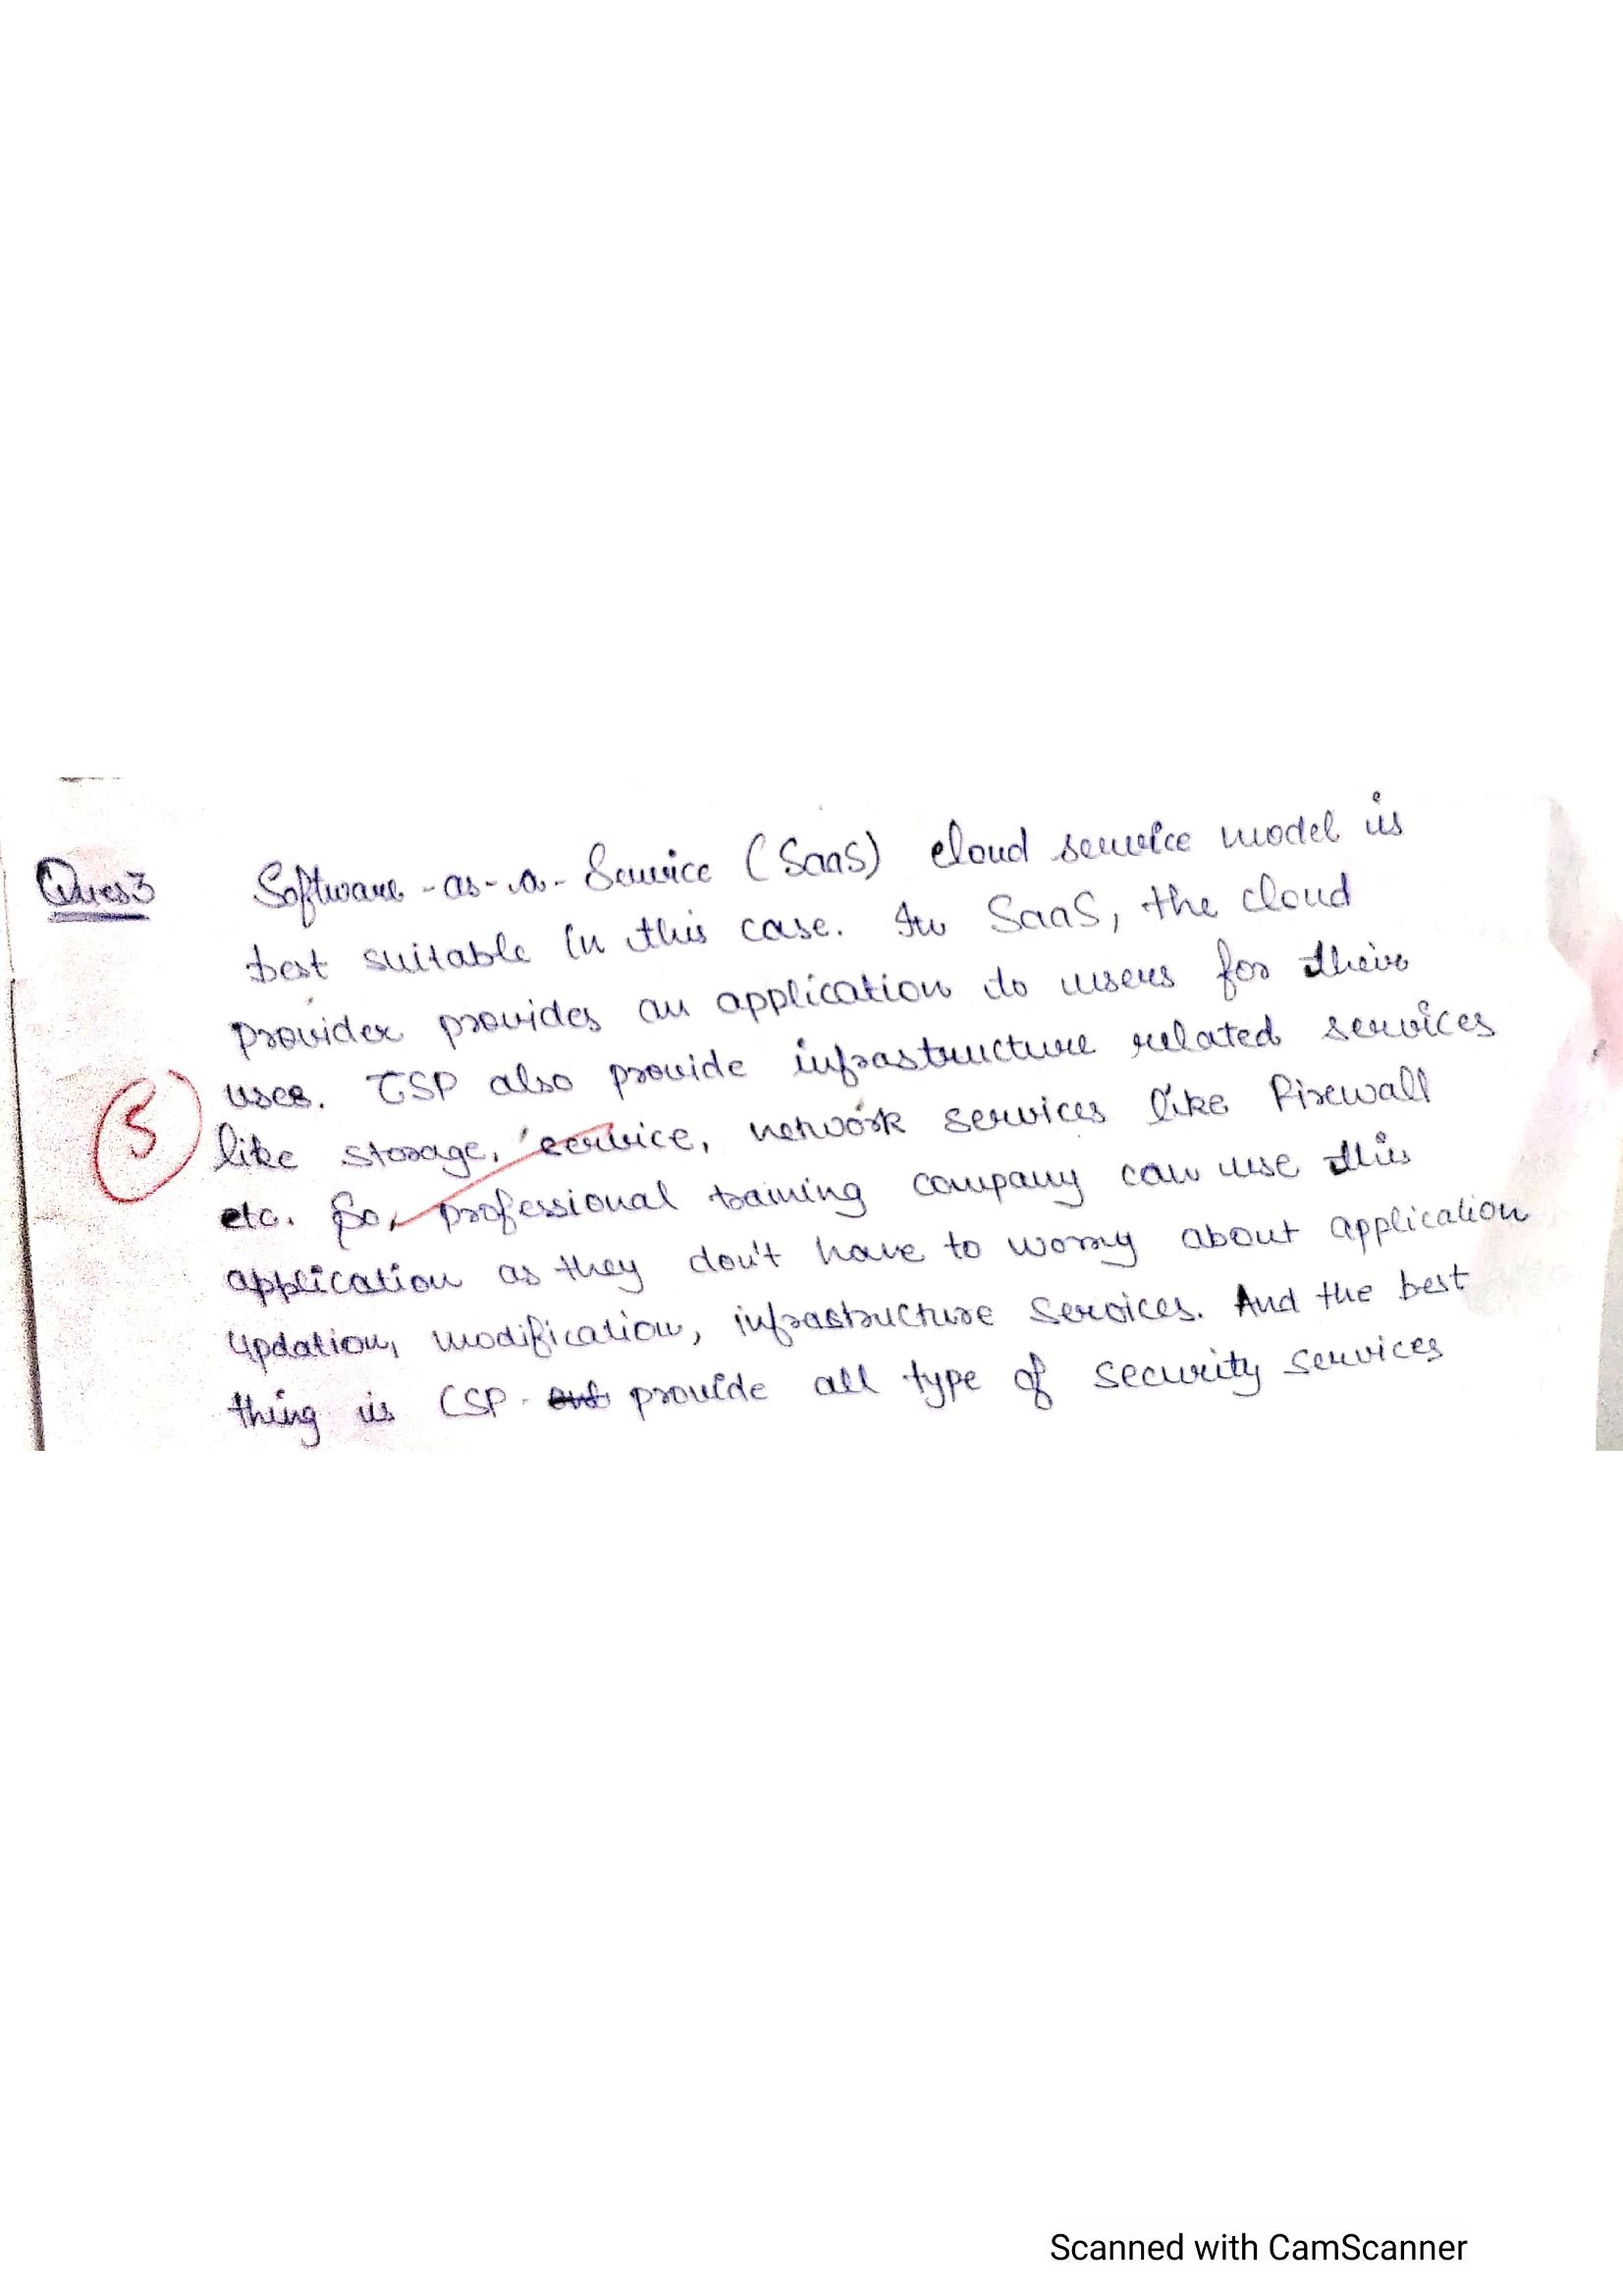 Ques3 Software-as-a-Service (SaaS) cloud service model is
best suitable in this case. In SaaS, the cloud
provider provides an application to users for their
uses. CSP also provide infrastructure related services
5 like storage, service, network services like Firewall
etc. So, professional training company can use this
application as they don't have to worry about application
updation, modification, infrastructure services. And the best
thing is CSP provide all type of security services
Scanned with CamScanner